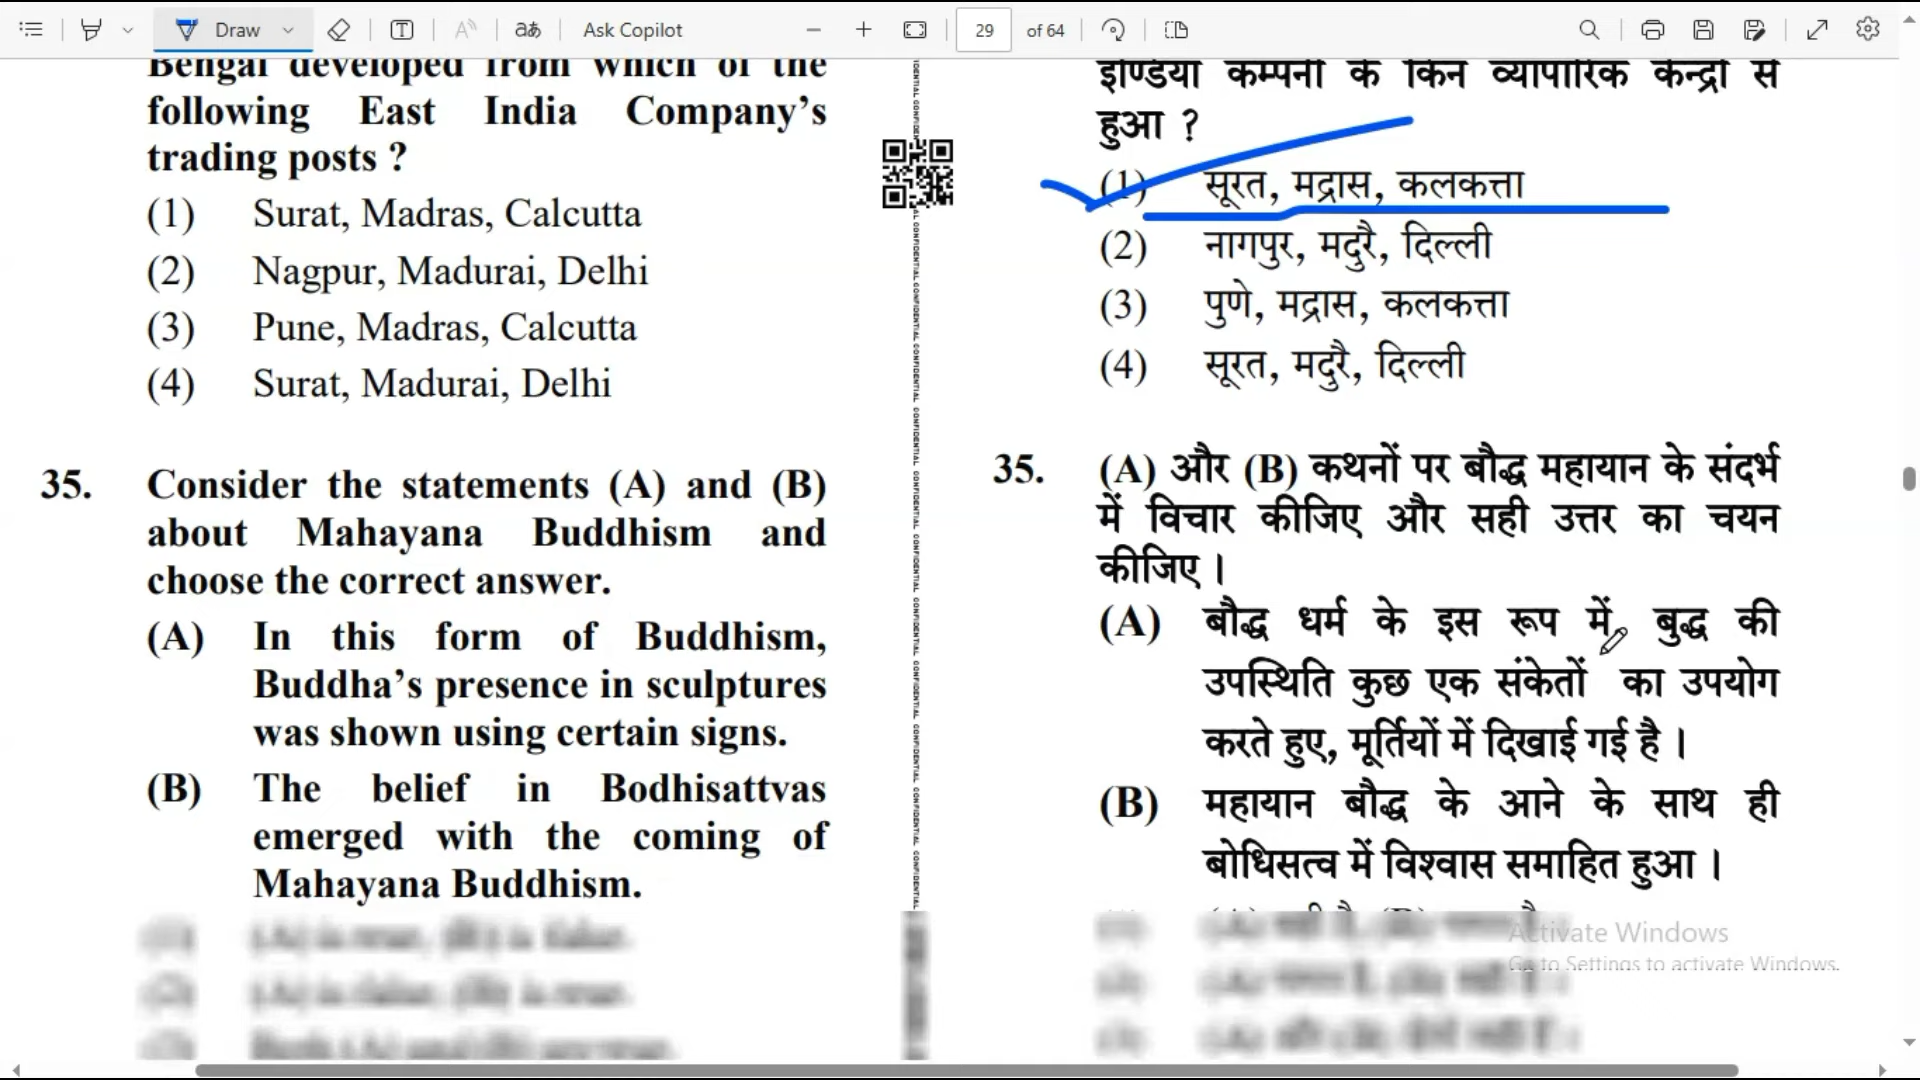 Draw
Ask Copilot
29 of 64
Bengal developed from which of the
following East India Company's
trading posts ?
(1) Surat, Madras, Calcutta
(2) Nagpur, Madurai, Delhi
(3) Pune, Madras, Calcutta
(4) Surat, Madurai, Delhi
35. Consider the statements (A) and (B)
about Mahayana Buddhism and
choose the correct answer.
(A) In this form of Buddhism,
Buddha's presence in sculptures
was shown using certain signs.
(B) The belief in Bodhisattvas
emerged with the coming of
Mahayana Buddhism.
इण्डिया कम्पनी के किन व्यापारिक केन्द्रों से
हुआ ?
(1) सूरत, मद्रास, कलकत्ता
(2) नागपुर, मदुरै, दिल्ली
(3) पुणे, मद्रास, कलकत्ता
(4) सूरत, मदुरै, दिल्ली
35. (A) और (B) कथनों पर बौद्ध महायान के संदर्भ
में विचार कीजिए और सही उत्तर का चयन
कीजिए ।
(A) बौद्ध धर्म के इस रूप में, बुद्ध की
उपस्थिति कुछ एक संकेतों का उपयोग
करते हुए, मूर्तियों में दिखाई गई है ।
(B) महायान बौद्ध के आने के साथ ही
बोधिसत्व में विश्वास समाहित हुआ ।
Activate Windows
Go to Settings to activate Windows.